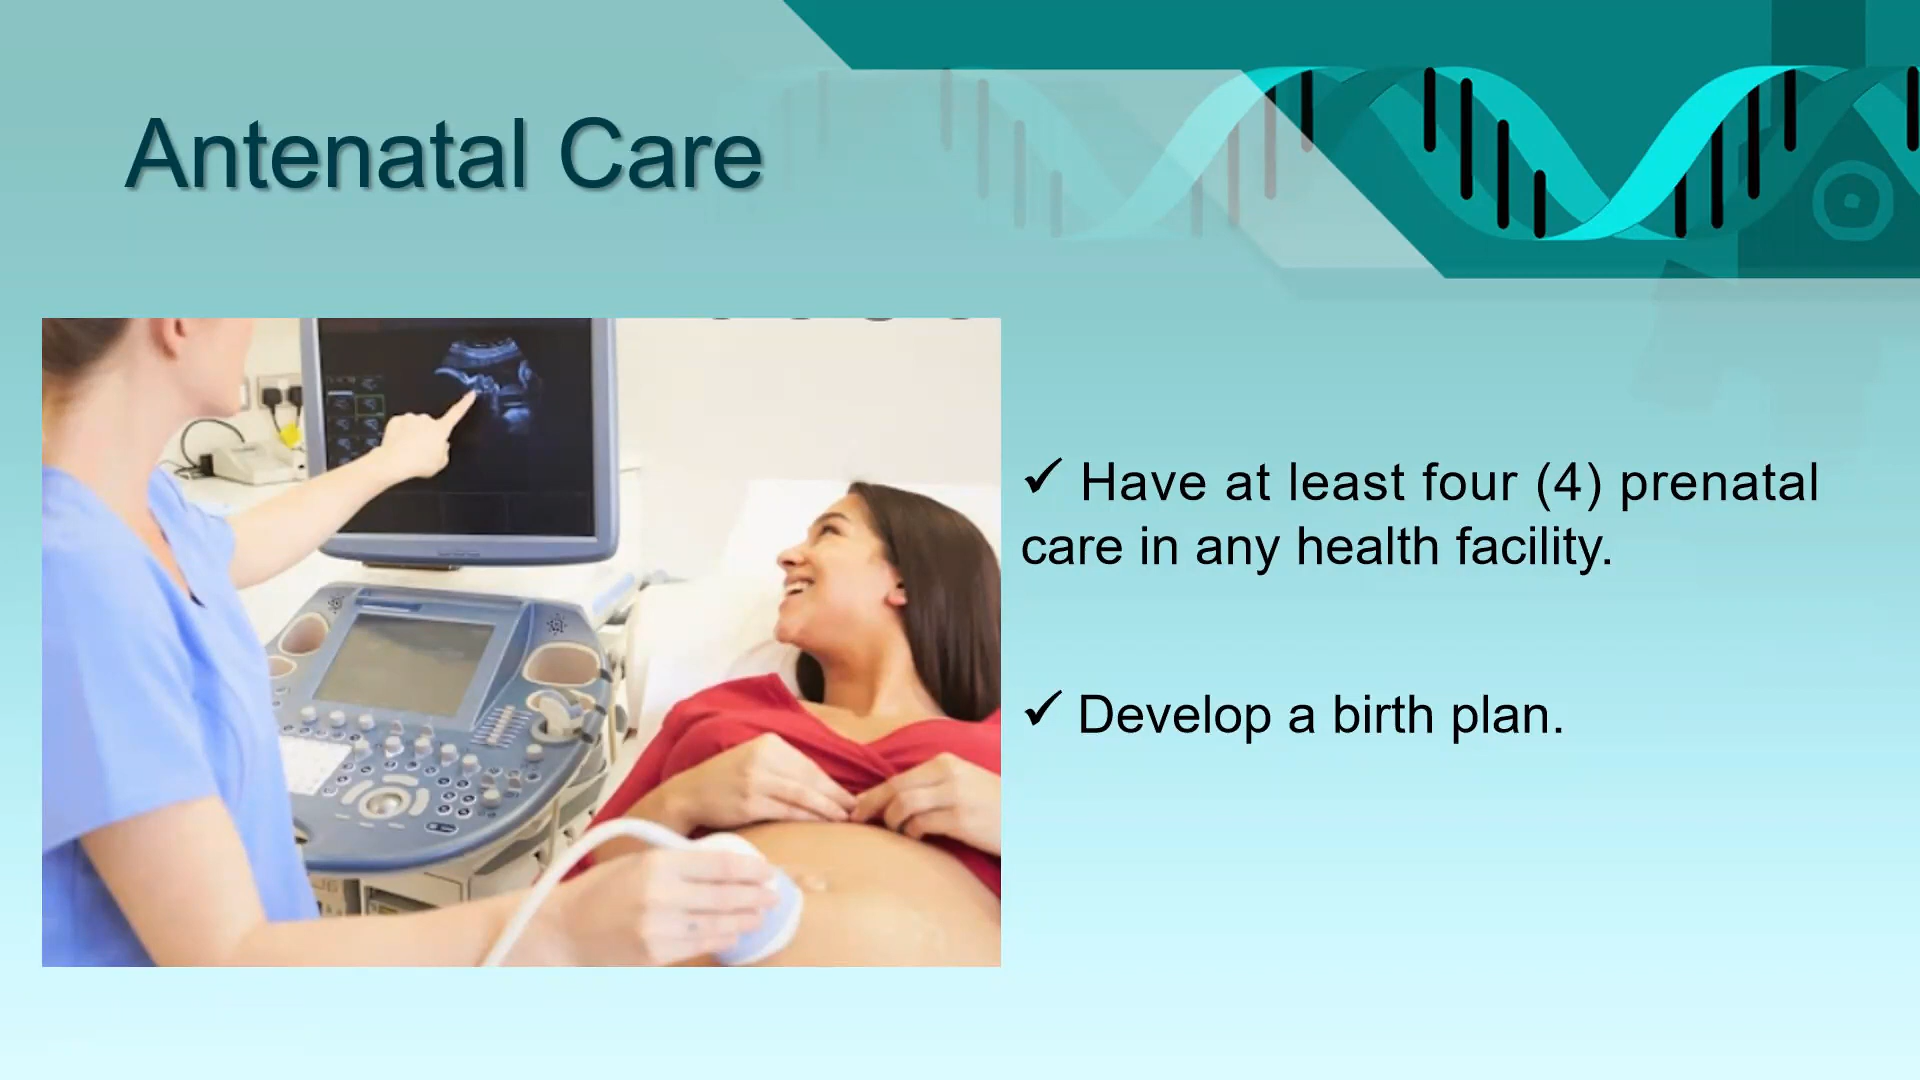 Antenatal Care
✓ Have at least four (4) prenatal
care in any health facility.
✓ Develop a birth plan.